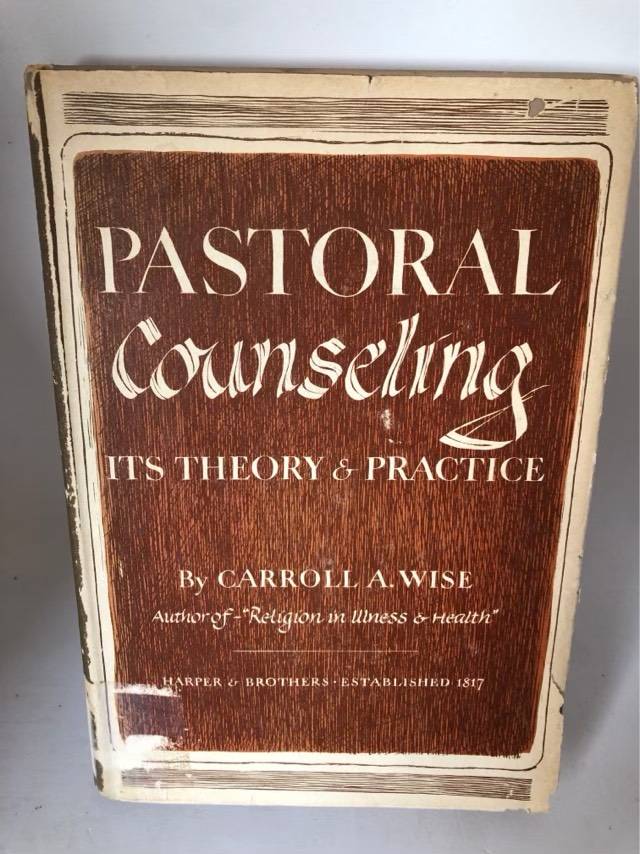 PASTORAL
Counseling
ITS THEORY & PRACTICE
By CARROLL A. WISE
Author of - "Religion in Illness & Health"
HARPER & BROTHERS · ESTABLISHED 1817